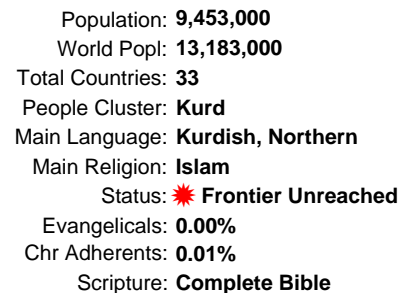 Population: 9,453,000
World Popl: 13,183,000
Total Countries: 33
People Cluster: Kurd
Main Language: Kurdish, Northern
Main Religion: Islam
Status: Frontier Unreached
Evangelicals: 0.00%
Chr Adherents: 0.01%
Scripture: Complete Bible